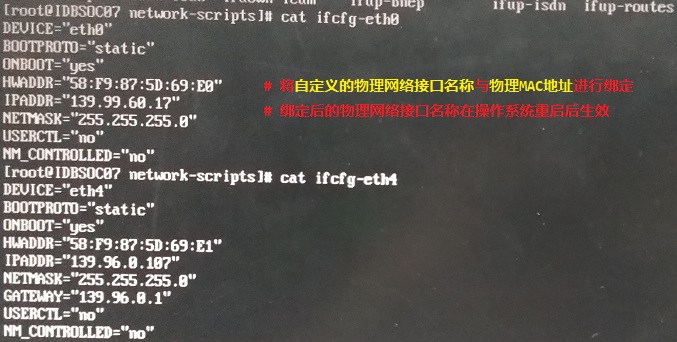 ifup-bnep ifup-isdn ifup-routes
[root@IDBSOC07 network-scripts]# cat ifcfg-eth0
DEVICE="eth0"
BOOTPROTO="static"
ONBOOT="yes"
HWADDR="58:F9:87:5D:69:E0" # 将自定义的物理网络接口名称与物理MAC地址进行绑定
IPADDR="139.99.60.17" # 绑定后的物理网络接口名称在操作系统重启后生效
NETMASK="255.255.255.0"
USERCTL="no"
NM_CONTROLLED="no"
[root@IDBSOC07 network-scripts]# cat ifcfg-eth4
DEVICE="eth4"
BOOTPROTO="static"
ONBOOT="yes"
HWADDR="58:F9:87:5D:69:E1"
IPADDR="139.96.0.107"
NETMASK="255.255.255.0"
GATEWAY="139.96.0.1"
USERCTL="no"
NM_CONTROLLED="no"